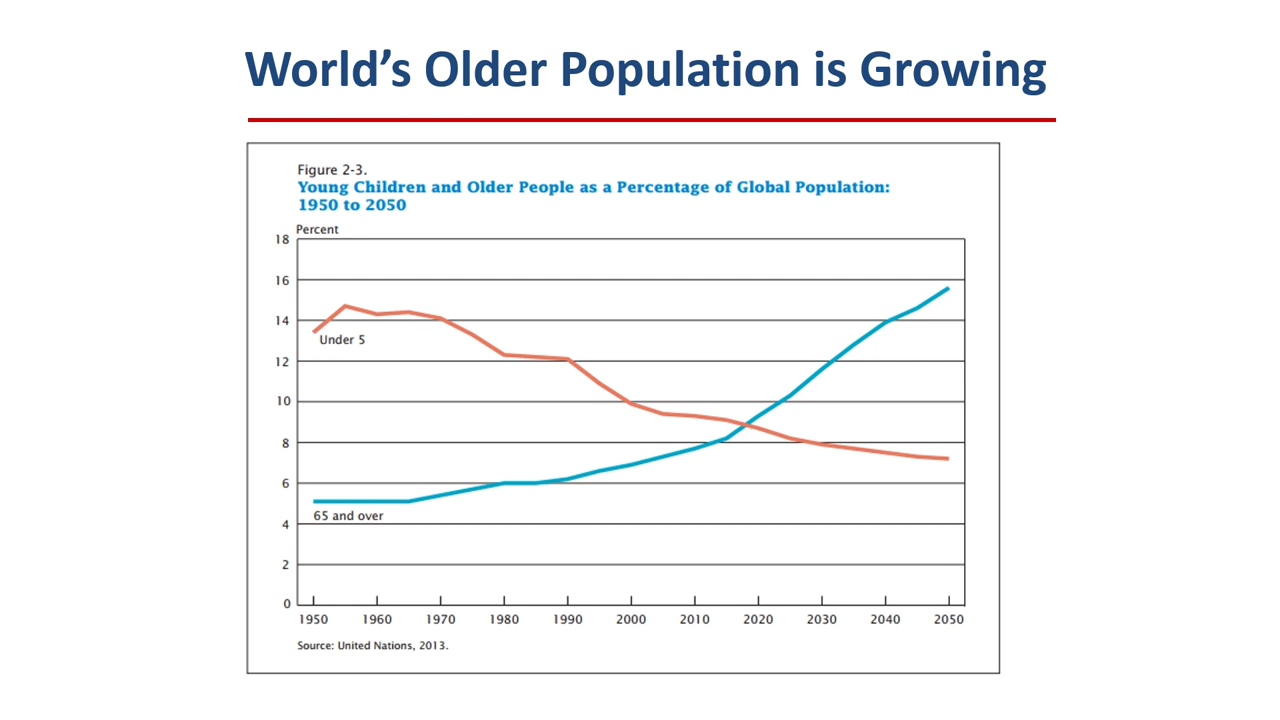 World’s Older Population is Growing
Figure 2-3.
Young Children and Older People as a Percentage of Global Population:
1950 to 2050
Percent
18
16
14
12
10
8
6
4
2
0
Under 5
65 and over
1950 1960 1970 1980 1990 2000 2010 2020 2030 2040 2050
Source: United Nations, 2013.